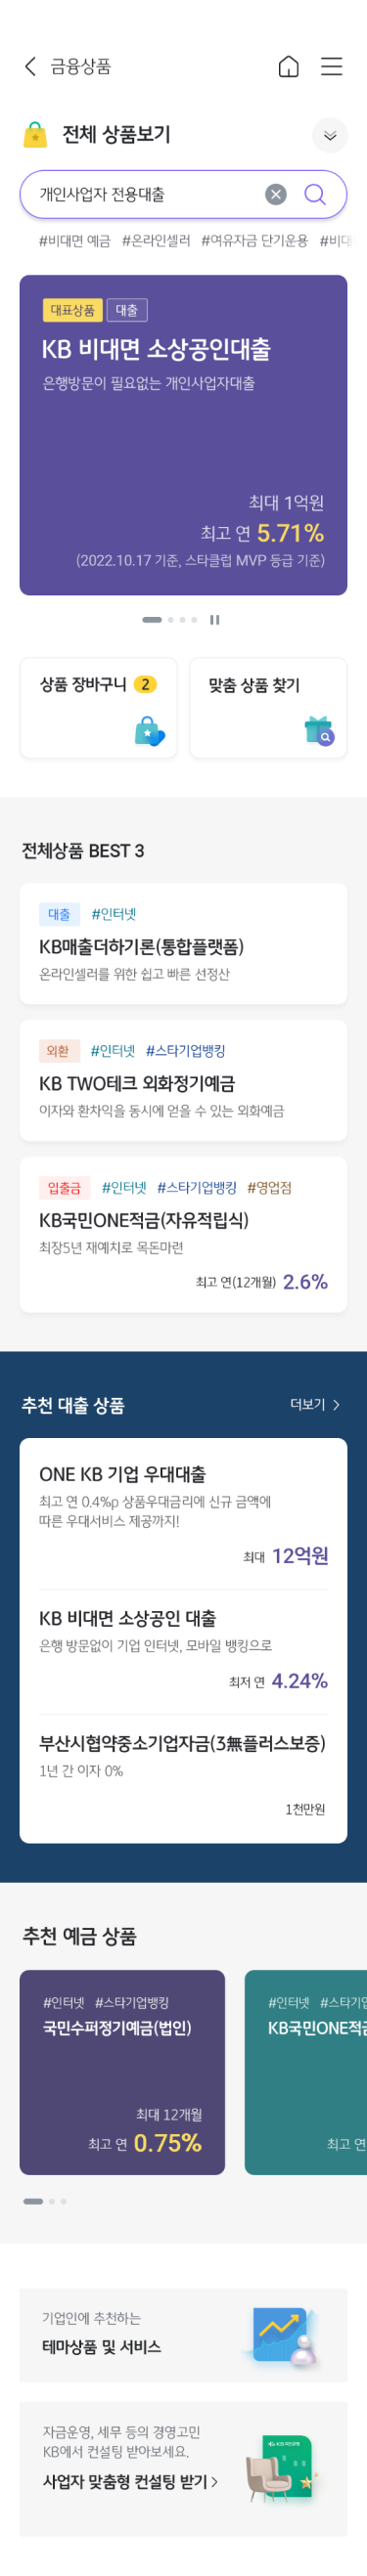 금융상품
전체 상품보기
개인사업자 전용대출
#비대면 예금 #온라인셀러 #여유자금 단기운용 #비대
대표상품 대출
KB 비대면 소상공인대출
은행방문이 필요없는 개인사업자대출
최대 1억원
최고 연 5.71%
(2022.10.17 기준, 스타클럽 MVP 등급 기준)
상품 장바구니 2
맞춤 상품 찾기
전체상품 BEST 3
대출 #인터넷
KB매출더하기론(통합플랫폼)
온라인셀러를 위한 쉽고 빠른 선정산
외환 #인터넷 #스타기업뱅킹
KB TWO테크 외화정기예금
이자와 환차익을 동시에 얻을 수 있는 외화예금
입출금 #인터넷 #스타기업뱅킹 #영업점
KB국민ONE적금(자유적립식)
최장5년 재예치로 목돈마련
최고 연(12개월) 2.6%
추천 대출 상품 더보기
ONE KB 기업 우대대출
최고 연 0.4%p 상품우대금리에 신규 금액에
따른 우대서비스 제공까지!
최대 12억원
KB 비대면 소상공인 대출
은행 방문없이 기업 인터넷, 모바일 뱅킹으로
최저 연 4.24%
부산시협약중소기업자금(3無플러스보증)
1년 간 이자 0%
1천만원
추천 예금 상품
#인터넷 #스타기업뱅킹
국민수퍼정기예금(법인)
최대 12개월
최고 연 0.75%
#인터넷 #스타기업
KB국민ONE적금
최고 연
기업인에 추천하는
테마상품 및 서비스
자금운영, 세무 등의 경영고민
KB에서 컨설팅 받아보세요.
사업자 맞춤형 컨설팅 받기